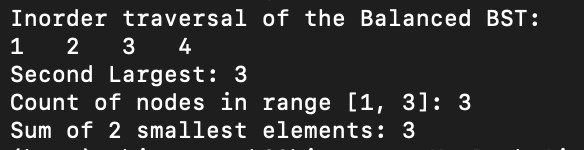 Inorder traversal of the Balanced BST:
1   2   3   4
Second Largest: 3
Count of nodes in range [1, 3]: 3
Sum of 2 smallest elements: 3